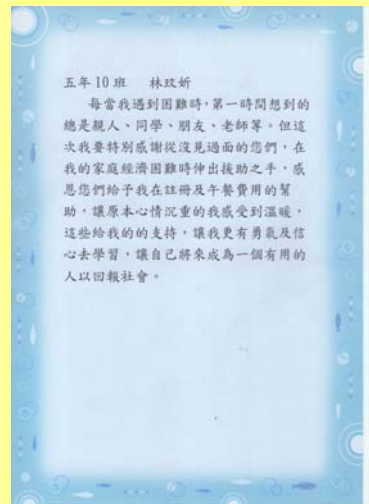 五年 10 班　　林玟妡
每當我遇到困難時，第一時間想到的
總是親人、同學、朋友、老師等。但這
次我要特別感謝從沒見過面的您們，在
我的家庭經濟困難時伸出援助之手，感
恩您們給予我在註冊及午餐費用的幫
助，讓原本心情沉重的我感受到溫暖，
這些給我的的支持，讓我更有勇氣及信
心去學習，讓自己將來成為一個有用的
人以回報社會。